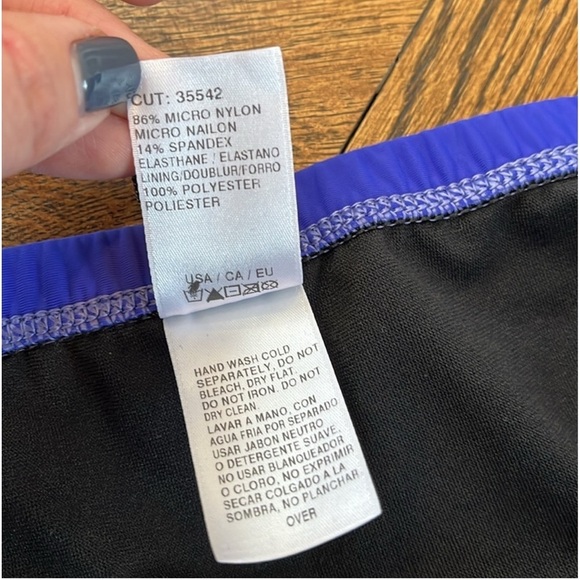 CUT: 35542
86% MICRO NYLON
MICRO NAILON
14% SPANDEX
ELASTHANE / ELASTANO
LINING/DOUBLUR/FORRO
100% POLYESTER
POLIESTER
USA / CA / EU
HAND WASH COLD
SEPARATELY, DO NOT
BLEACH, DRY FLAT.
DO NOT IRON. DO NOT
DRY CLEAN.
LAVAR A MANO, CON
AGUA FRIA POR SEPARADO
USAR JABON NEUTRO
O DETERGENTE SUAVE.
NO USAR BLANQUEADOR
O CLORO, NO EXPRIMIR
SECAR COLGADO A LA
SOMBRA, NO PLANCHAR.
OVER